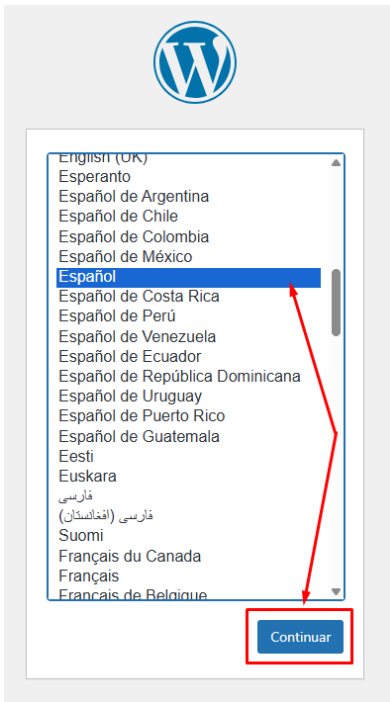 English (UK)
Esperanto
Español de Argentina
Español de Chile
Español de Colombia
Español de México
Español
Español de Costa Rica
Español de Perú
Español de Venezuela
Español de Ecuador
Español de República Dominicana
Español de Uruguay
Español de Puerto Rico
Español de Guatemala
Eesti
Euskara
فارسی
(فارسی (افغانستان
Suomi
Français du Canada
Français
Français de Belgique
Continuar